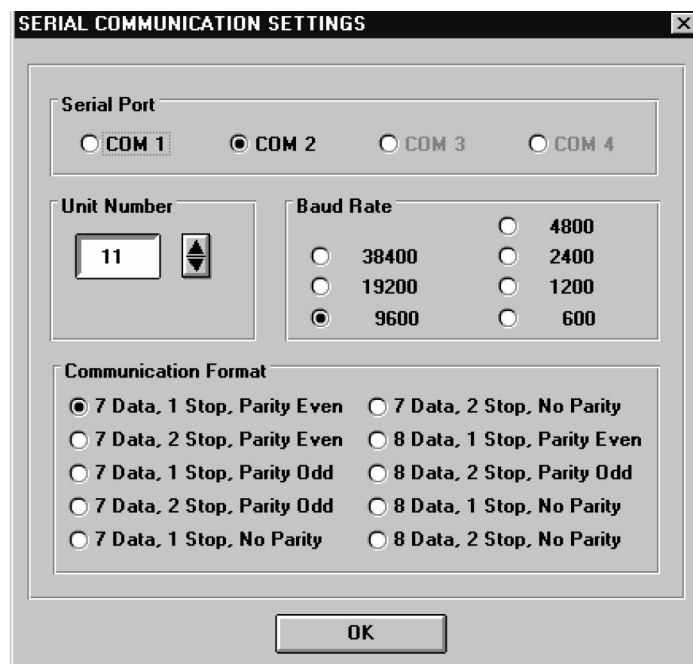 SERIAL COMMUNICATION SETTINGS
Serial Port
COM 1 COM 2 COM 3 COM 4
Unit Number
11
Baud Rate
4800
38400 2400
19200 1200
9600 600
Communication Format
7 Data, 1 Stop, Parity Even 7 Data, 2 Stop, No Parity
7 Data, 2 Stop, Parity Even 8 Data, 1 Stop, Parity Even
7 Data, 1 Stop, Parity Odd 8 Data, 2 Stop, Parity Odd
7 Data, 2 Stop, Parity Odd 8 Data, 1 Stop, No Parity
7 Data, 1 Stop, No Parity 8 Data, 2 Stop, No Parity
OK